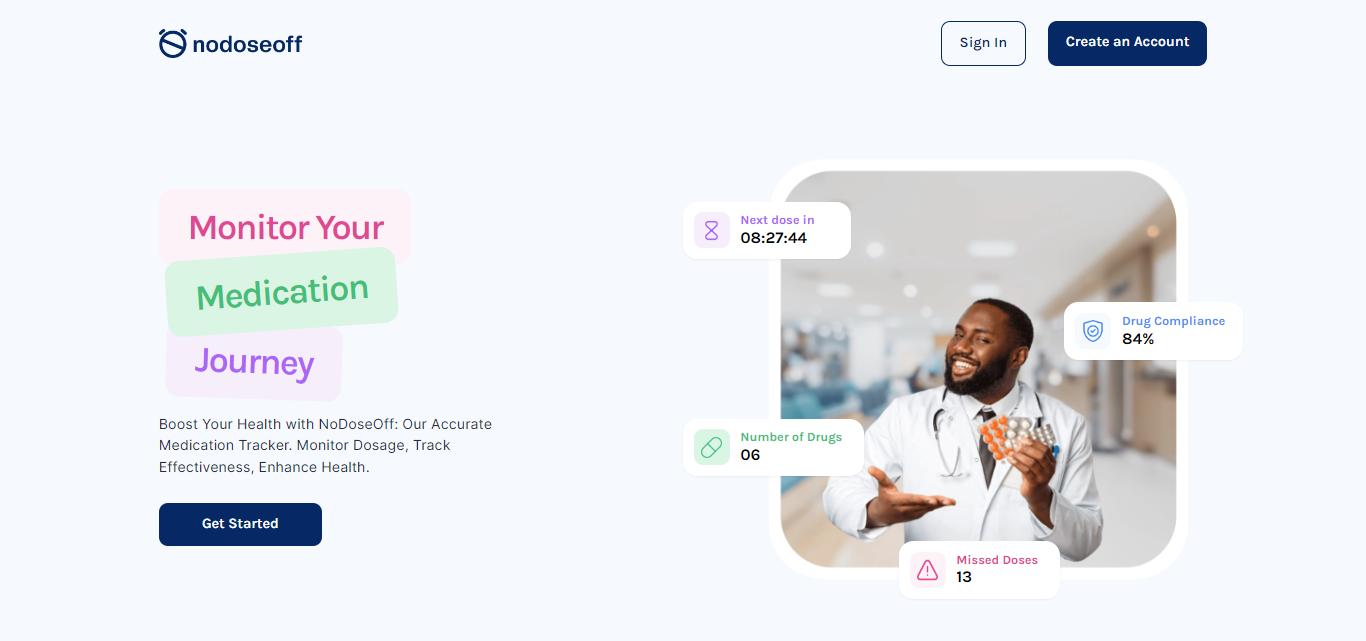 nodoseoff
Sign In
Create an Account
Monitor Your
Medication
Journey
Boost Your Health with NoDoseOff: Our Accurate
Medication Tracker. Monitor Dosage, Track
Effectiveness, Enhance Health.
Get Started
Next dose in
08:27:44
Drug Compliance
84%
Number of Drugs
06
Missed Doses
13